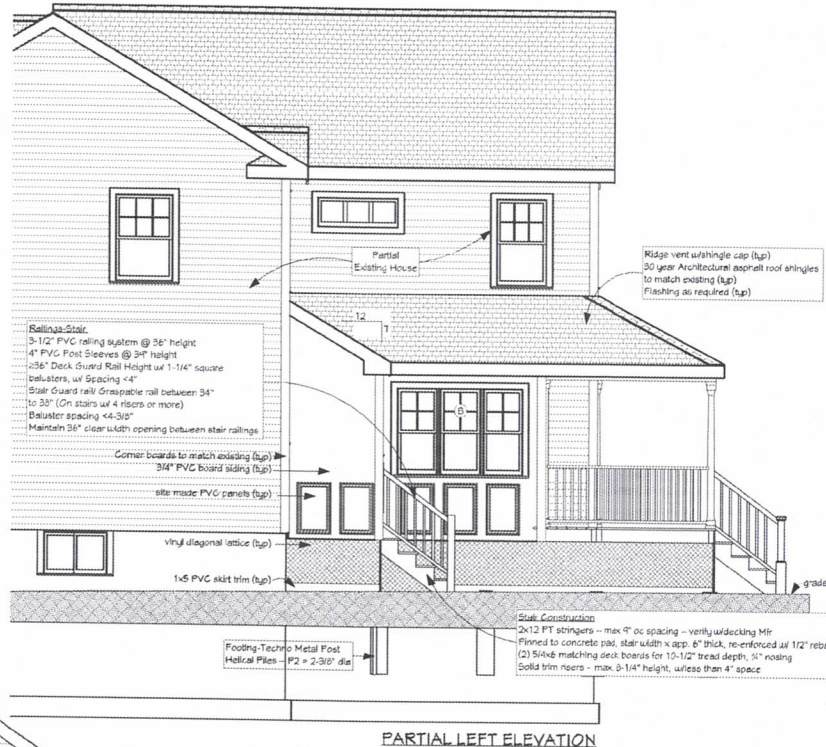 Partial
Existing House
Ridge vent w/shingle cap (typ)
30 year Architectural asphalt roof shingles
to match existing (typ)
Flashing as required (typ)
12
7
Railings-Stair
3-1/2" PVC railing system @ 36" height
4" PVC Post Sleeves @ 39" height
≥36" Deck Guard Rail Height w/ 1-1/4" square
balusters, w/ Spacing <4"
Stair Guard rail/ Graspable rail between 34"
to 38" (On stairs w/ 4 risers or more)
Baluster spacing <4-3/8"
Maintain 36" clear width opening between stair railings
B
Corner boards to match existing (typ)
3/4" PVC board siding (typ)
site made PVC panels (typ)
vinyl diagonal lattice (typ)
1x5 PVC skirt trim (typ)
grade
Stair Construction
2x12 PT stringers -- max 9" oc spacing - verify w/decking Mfr
Pinned to concrete pad, stair width x app. 6" thick, re-enforced w/ 1/2" reba
(2) 5/4x6 matching deck boards for 10-1/2" tread depth, ¾" nosing
Solid trim risers - max 8-1/4" height, w/less than 4" space
Footing-Techno Metal Post
Helical Piles - P2 = 2-3/8" dia
PARTIAL LEFT ELEVATION